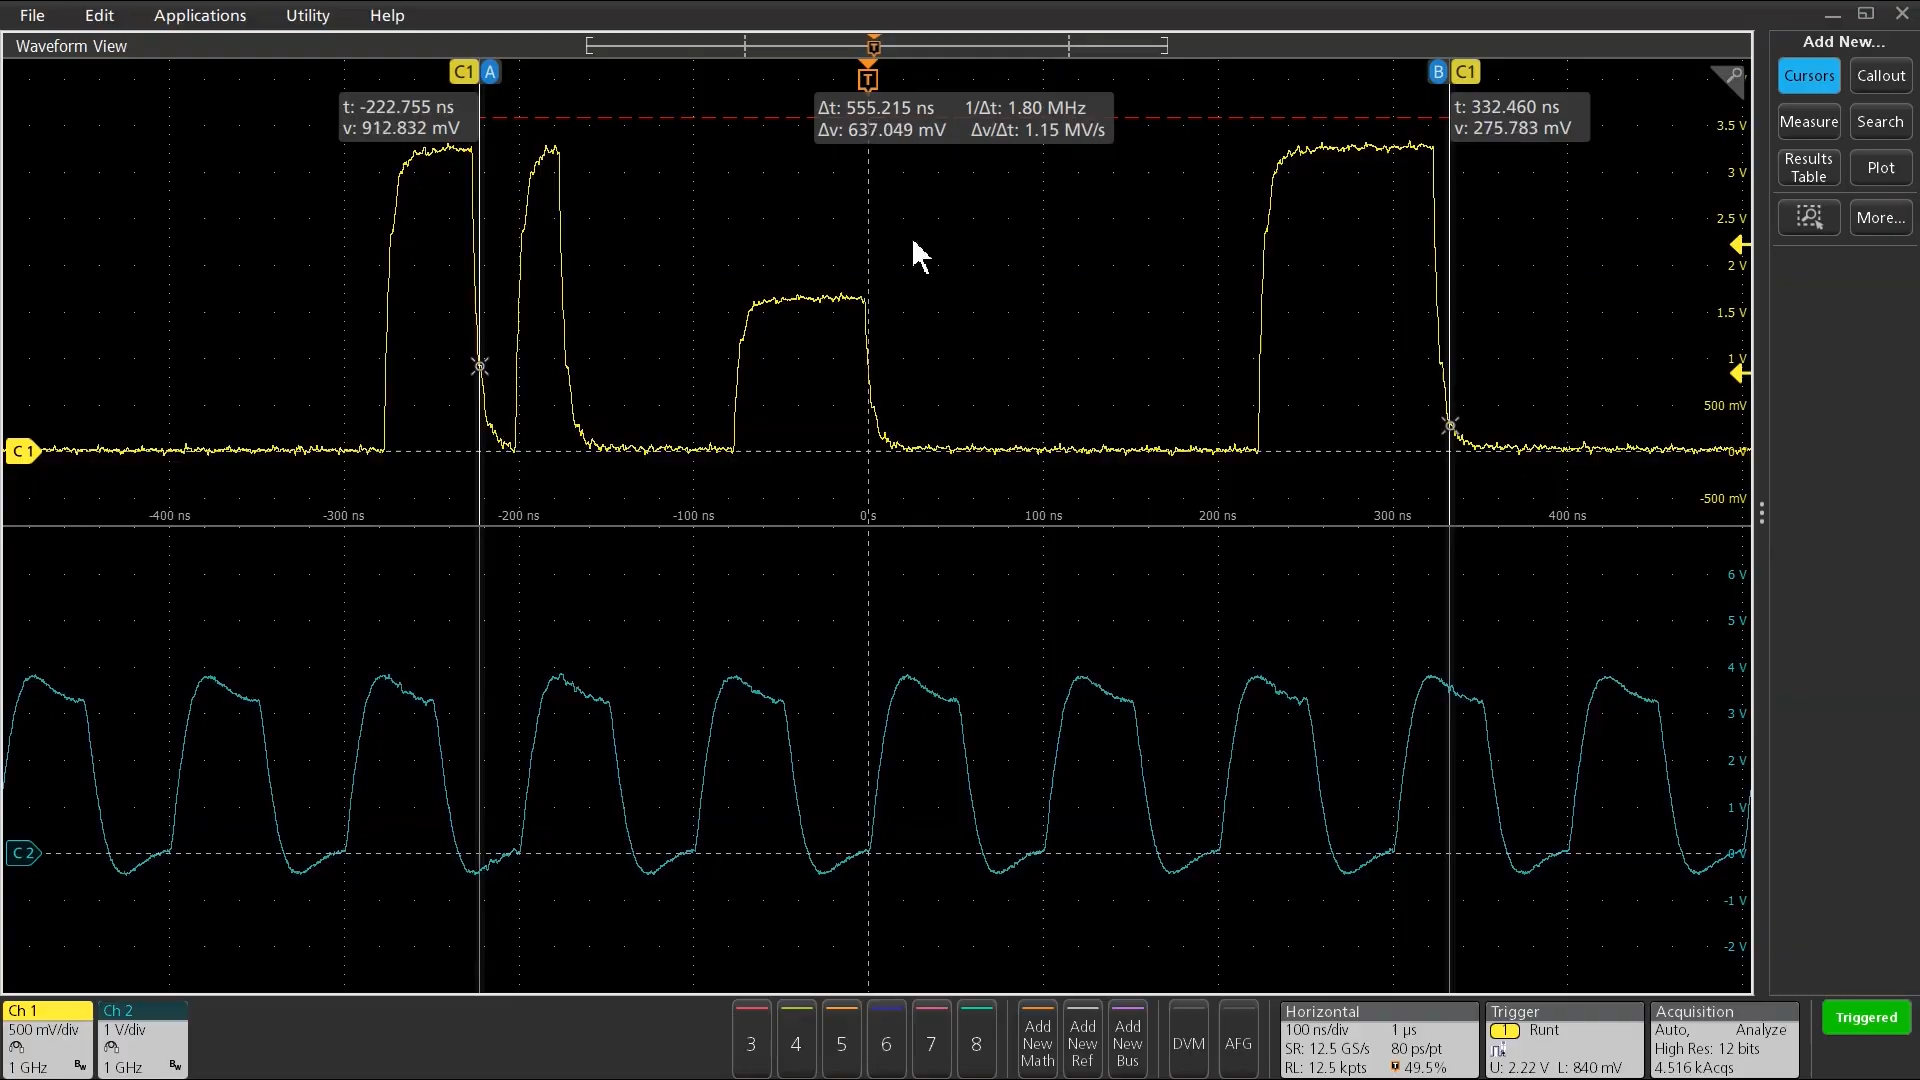 File Edit Applications Utility Help
Waveform View
Add New...
C1 A
T
T
B C1
Cursors Callout
t: -222.755 ns
v: 912.832 mV
Δt: 555.215 ns 1/Δt: 1.80 MHz
Δv: 637.049 mV Δv/Δt: 1.15 MV/s
t: 332.460 ns
v: 275.783 mV
Measure Search
Results
Table
Plot
More...
3.5 V
3 V
2.5 V
2 V
1.5 V
1 V
500 mV
0 V
-500 mV
C 1
-400 ns -300 ns -200 ns -100 ns 0 s 100 ns 200 ns 300 ns 400 ns
6 V
5 V
4 V
3 V
2 V
1 V
0 V
-1 V
-2 V
C 2
Ch 1
500 mV/div
1 GHz Bw
Ch 2
1 V/div
1 GHz Bw
3 4 5 6 7 8
Add
New
Math
Add
New
Ref
Add
New
Bus
DVM AFG
Horizontal
100 ns/div 1 µs
SR: 12.5 GS/s 80 ps/pt
RL: 12.5 kpts T 49.5%
Trigger
1 Runt
U: 2.22 V L: 840 mV
Acquisition
Auto, Analyze
High Res: 12 bits
4.516 kAcqs
Triggered